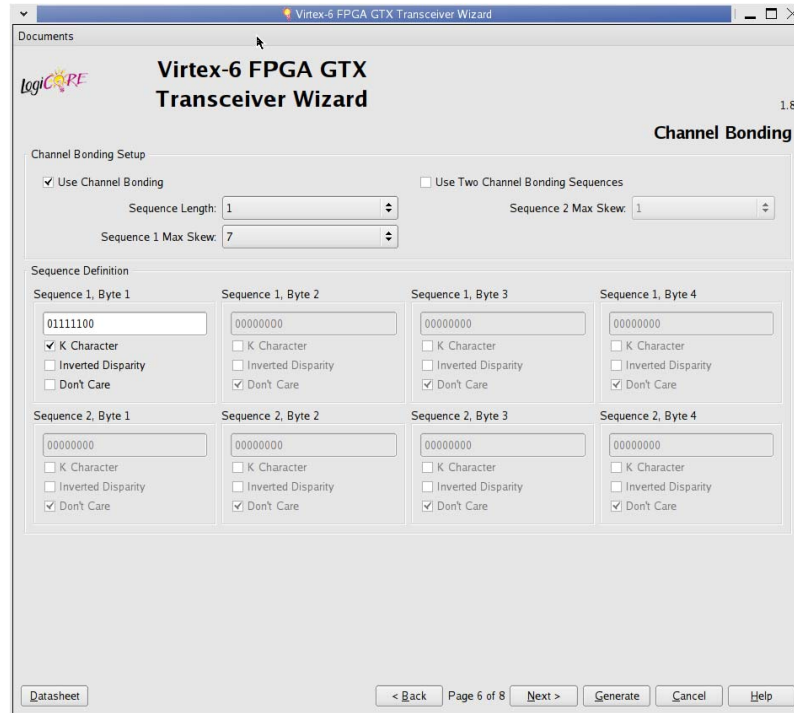 Virtex-6 FPGA GTX Transceiver Wizard
Documents
LogiCORE
Virtex-6 FPGA GTX
Transceiver Wizard
1.8
Channel Bonding
Channel Bonding Setup
Use Channel Bonding
Use Two Channel Bonding Sequences
Sequence Length: 1
Sequence 2 Max Skew: 1
Sequence 1 Max Skew: 7
Sequence Definition
Sequence 1, Byte 1 Sequence 1, Byte 2 Sequence 1, Byte 3 Sequence 1, Byte 4
01111100 00000000 00000000 00000000
K Character K Character K Character K Character
Inverted Disparity Inverted Disparity Inverted Disparity Inverted Disparity
Don't Care Don't Care Don't Care Don't Care
Sequence 2, Byte 1 Sequence 2, Byte 2 Sequence 2, Byte 3 Sequence 2, Byte 4
00000000 00000000 00000000 00000000
K Character K Character K Character K Character
Inverted Disparity Inverted Disparity Inverted Disparity Inverted Disparity
Don't Care Don't Care Don't Care Don't Care
Datasheet < Back Page 6 of 8 Next > Generate Cancel Help